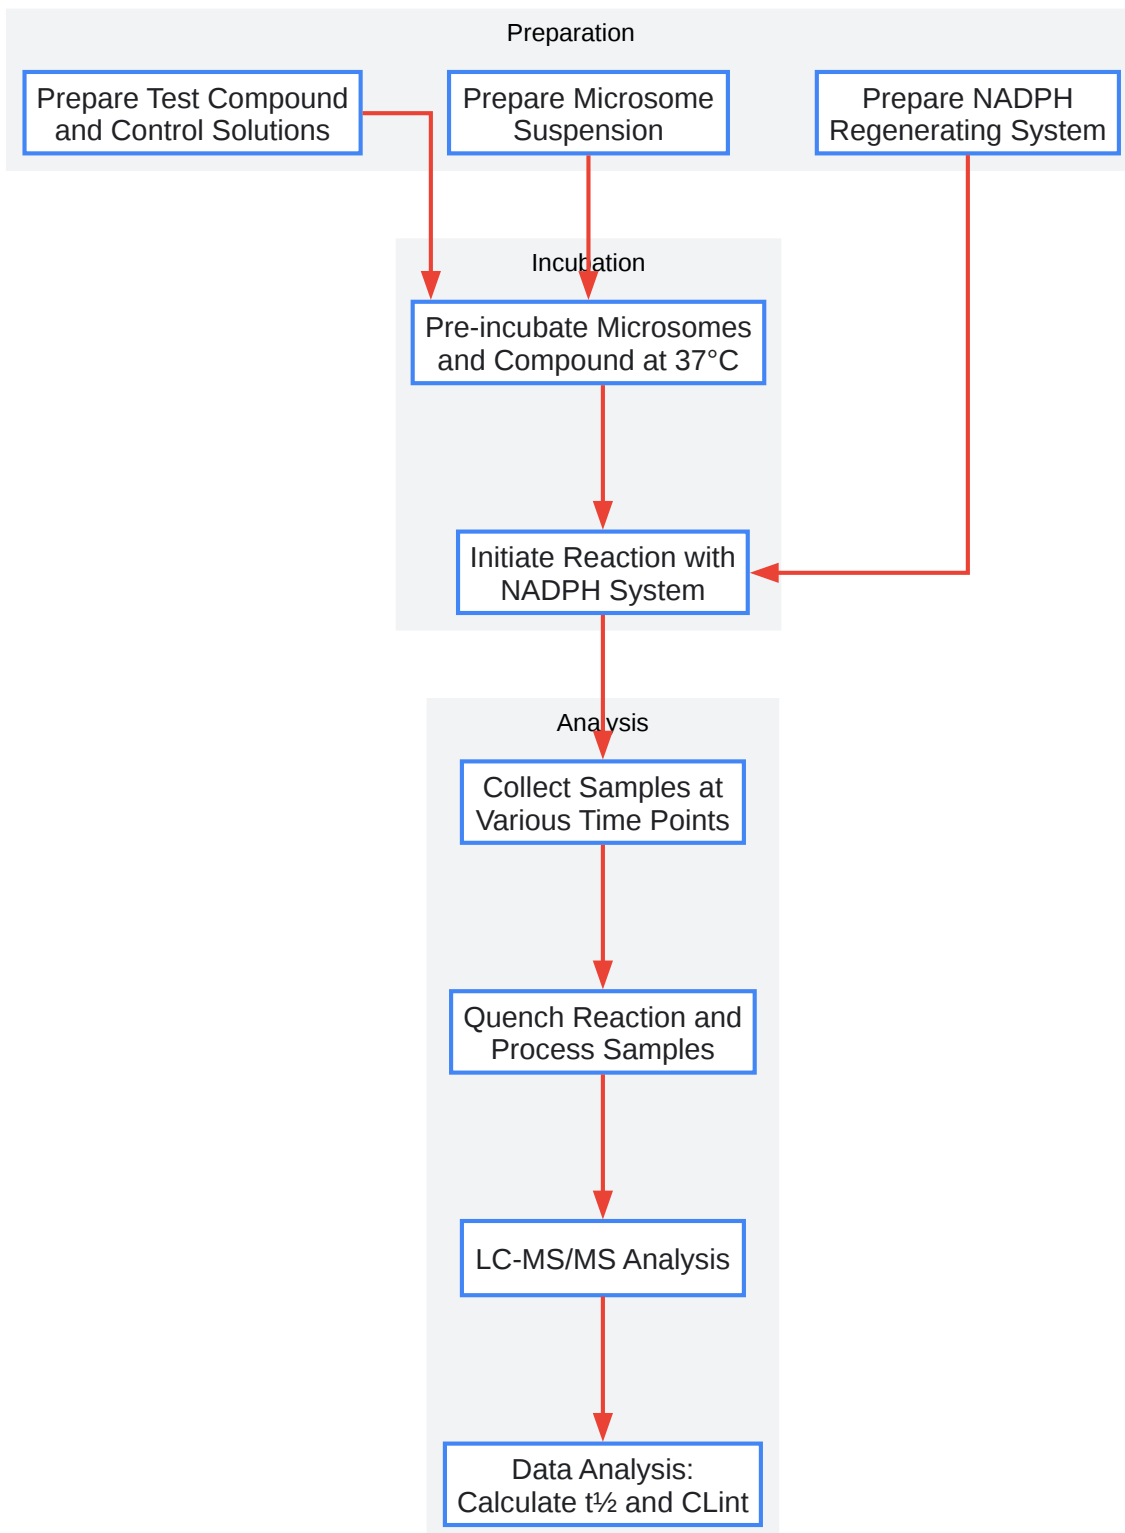 Preparation
Prepare Test Compound
and Control Solutions
Prepare Microsome
Suspension
Prepare NADPH
Regenerating System
Incubation
Pre-incubate Microsomes
and Compound at 37°C
Initiate Reaction with
NADPH System
Analysis
Collect Samples at
Various Time Points
Quench Reaction and
Process Samples
LC-MS/MS Analysis
Data Analysis:
Calculate t½ and CLint